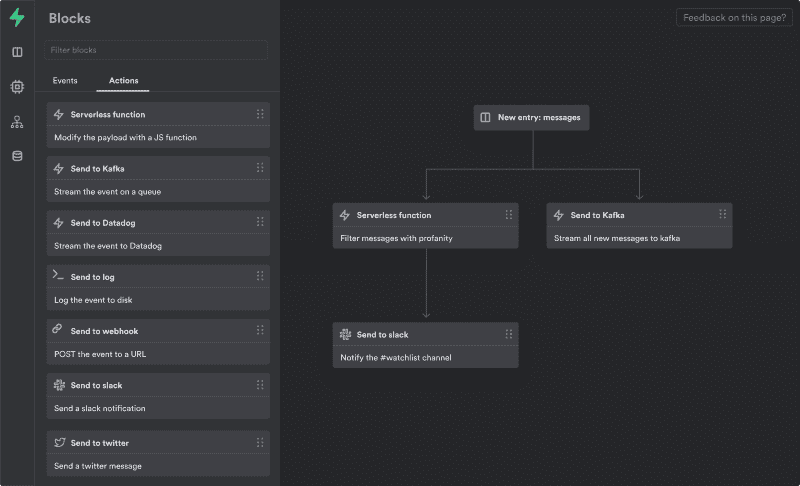 Blocks
Feedback on this page?
Filter blocks
Events
Actions
Serverless function
Modify the payload with a JS function
Send to Kafka
Stream the event on a queue
Send to Datadog
Stream the event to Datadog
Send to log
Log the event to disk
Send to webhook
POST the event to a URL
Send to slack
Send a slack notification
Send to twitter
Send a twitter message
New entry: messages
Serverless function
Filter messages with profanity
Send to Kafka
Stream all new messages to kafka
Send to slack
Notify the #watchlist channel